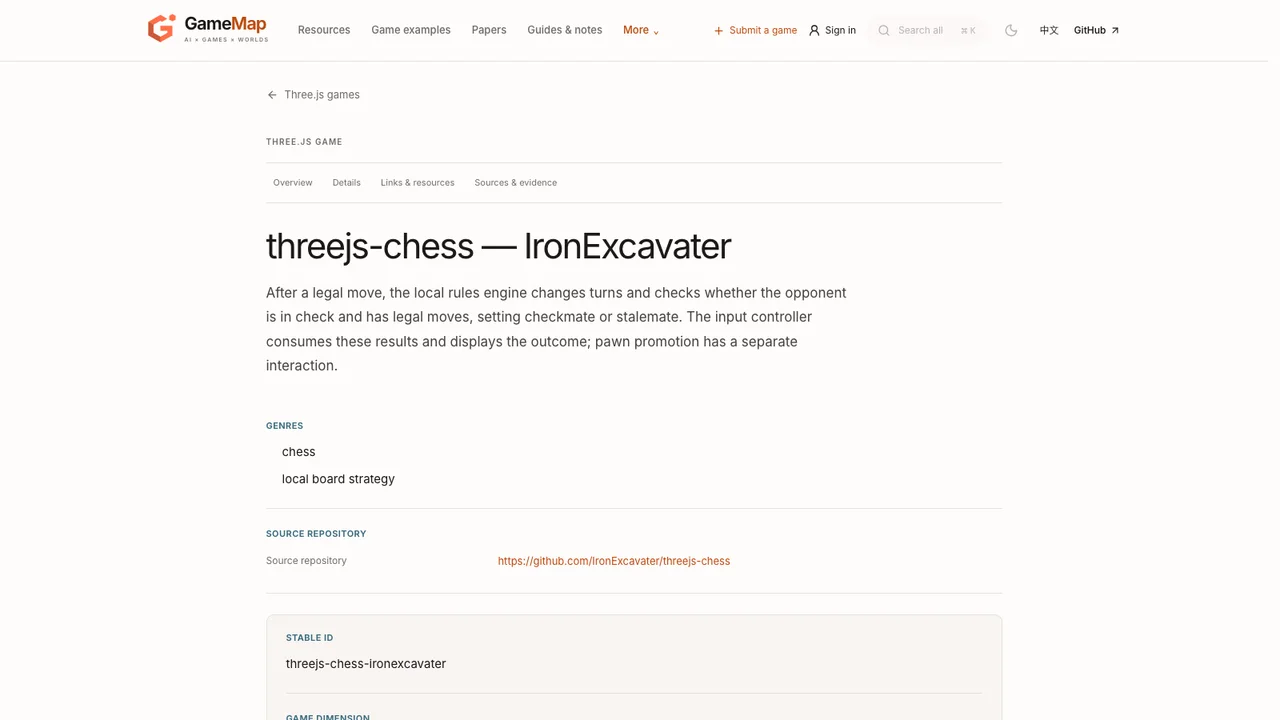 GameMap
AI × GAMES × WORLDS
Resources
Game examples
Papers
Guides & notes
More
Submit a game
Sign in
Search all
⌘ K
中文
GitHub
Three.js games
THREE.JS GAME
Overview
Details
Links & resources
Sources & evidence
threejs-chess — IronExcavater
After a legal move, the local rules engine changes turns and checks whether the opponent
is in check and has legal moves, setting checkmate or stalemate. The input controller
consumes these results and displays the outcome; pawn promotion has a separate
interaction.
GENRES
chess
local board strategy
SOURCE REPOSITORY
Source repository
https://github.com/IronExcavater/threejs-chess
STABLE ID
threejs-chess-ironexcavater
GAME DIMENSION